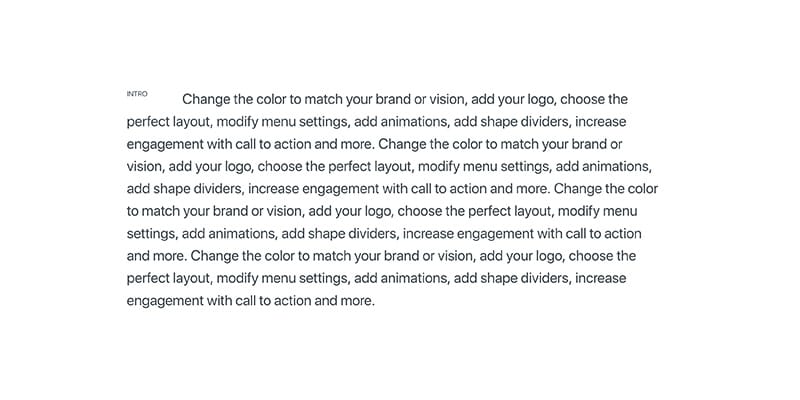 INTRO Change the color to match your brand or vision, add your logo, choose the
perfect layout, modify menu settings, add animations, add shape dividers, increase
engagement with call to action and more. Change the color to match your brand or
vision, add your logo, choose the perfect layout, modify menu settings, add animations,
add shape dividers, increase engagement with call to action and more. Change the color
to match your brand or vision, add your logo, choose the perfect layout, modify menu
settings, add animations, add shape dividers, increase engagement with call to action
and more. Change the color to match your brand or vision, add your logo, choose the
perfect layout, modify menu settings, add animations, add shape dividers, increase
engagement with call to action and more.